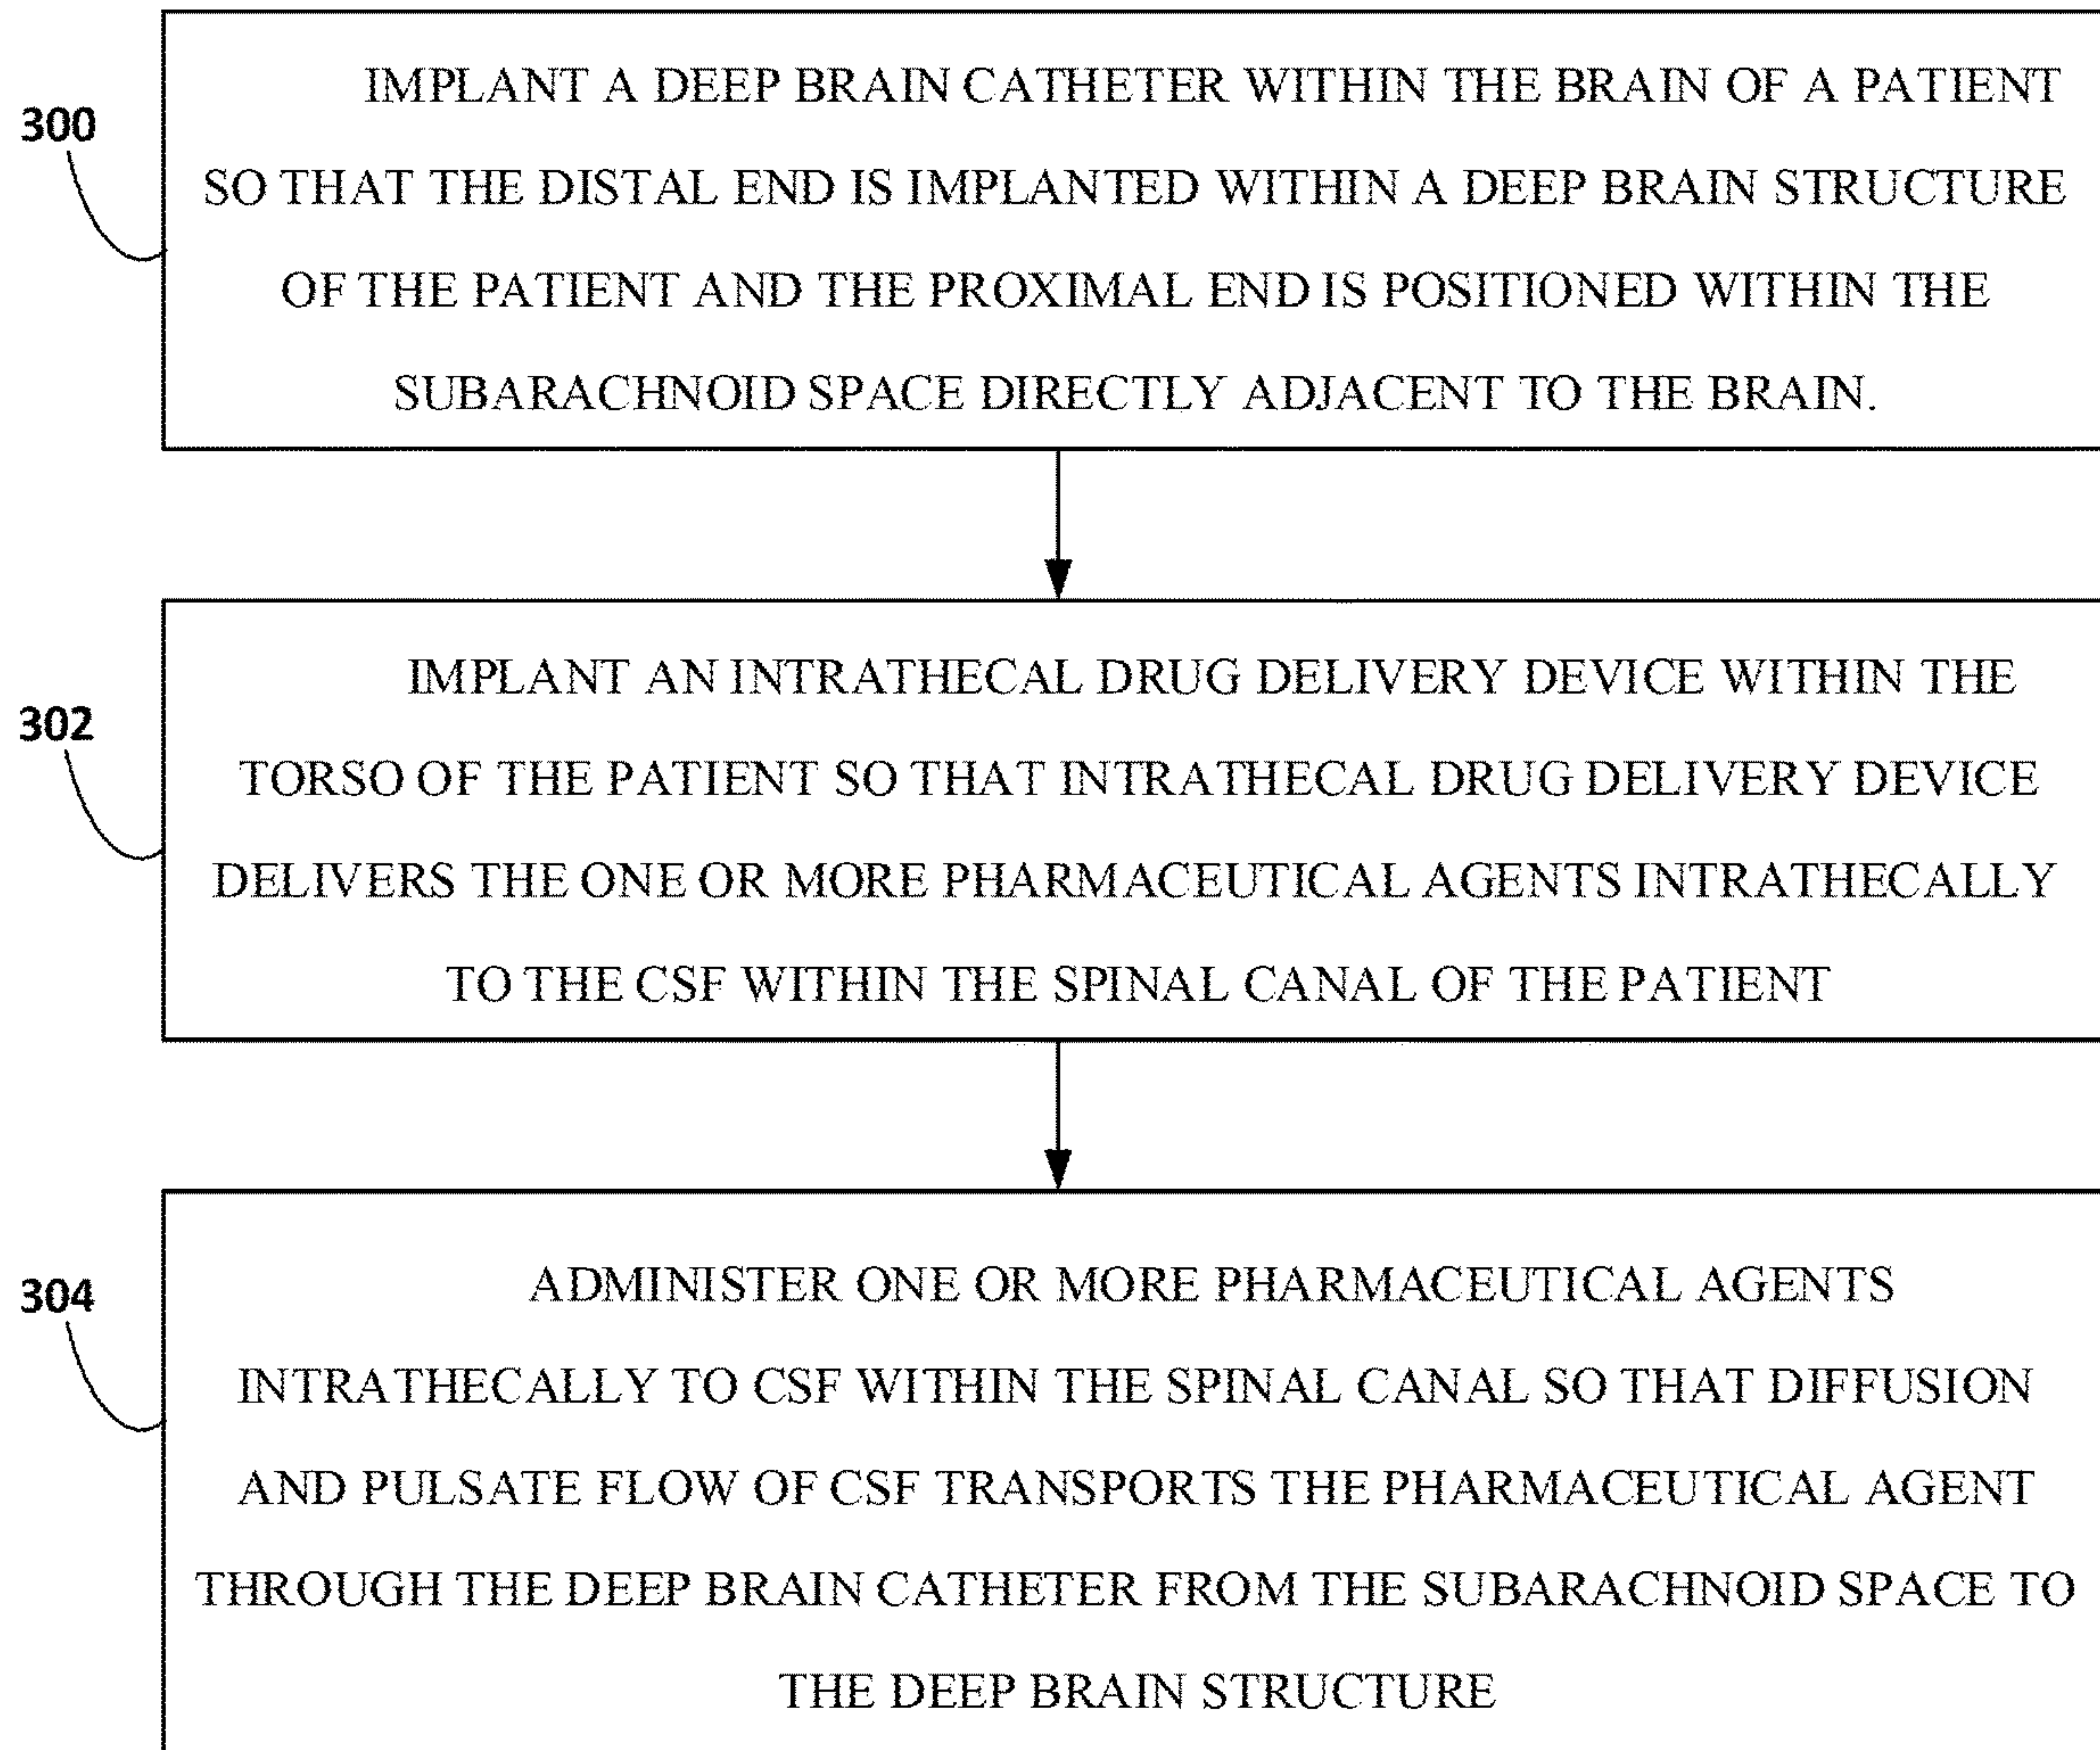 300
IMPLANT A DEEP BRAIN CATHETER WITHIN THE BRAIN OF A PATIENT
SO THAT THE DISTAL END IS IMPLANTED WITHIN A DEEP BRAIN STRUCTURE
OF THE PATIENT AND THE PROXIMAL END IS POSITIONED WITHIN THE
SUBARACHNOID SPACE DIRECTLY ADJACENT TO THE BRAIN.
302
IMPLANT AN INTRATHECAL DRUG DELIVERY DEVICE WITHIN THE
TORSO OF THE PATIENT SO THAT INTRATHECAL DRUG DELIVERY DEVICE
DELIVERS THE ONE OR MORE PHARMACEUTICAL AGENTS INTRATHECALLY
TO THE CSF WITHIN THE SPINAL CANAL OF THE PATIENT
304
ADMINISTER ONE OR MORE PHARMACEUTICAL AGENTS
INTRATHECALLY TO CSF WITHIN THE SPINAL CANAL SO THAT DIFFUSION
AND PULSATE FLOW OF CSF TRANSPORTS THE PHARMACEUTICAL AGENT
THROUGH THE DEEP BRAIN CATHETER FROM THE SUBARACHNOID SPACE TO
THE DEEP BRAIN STRUCTURE